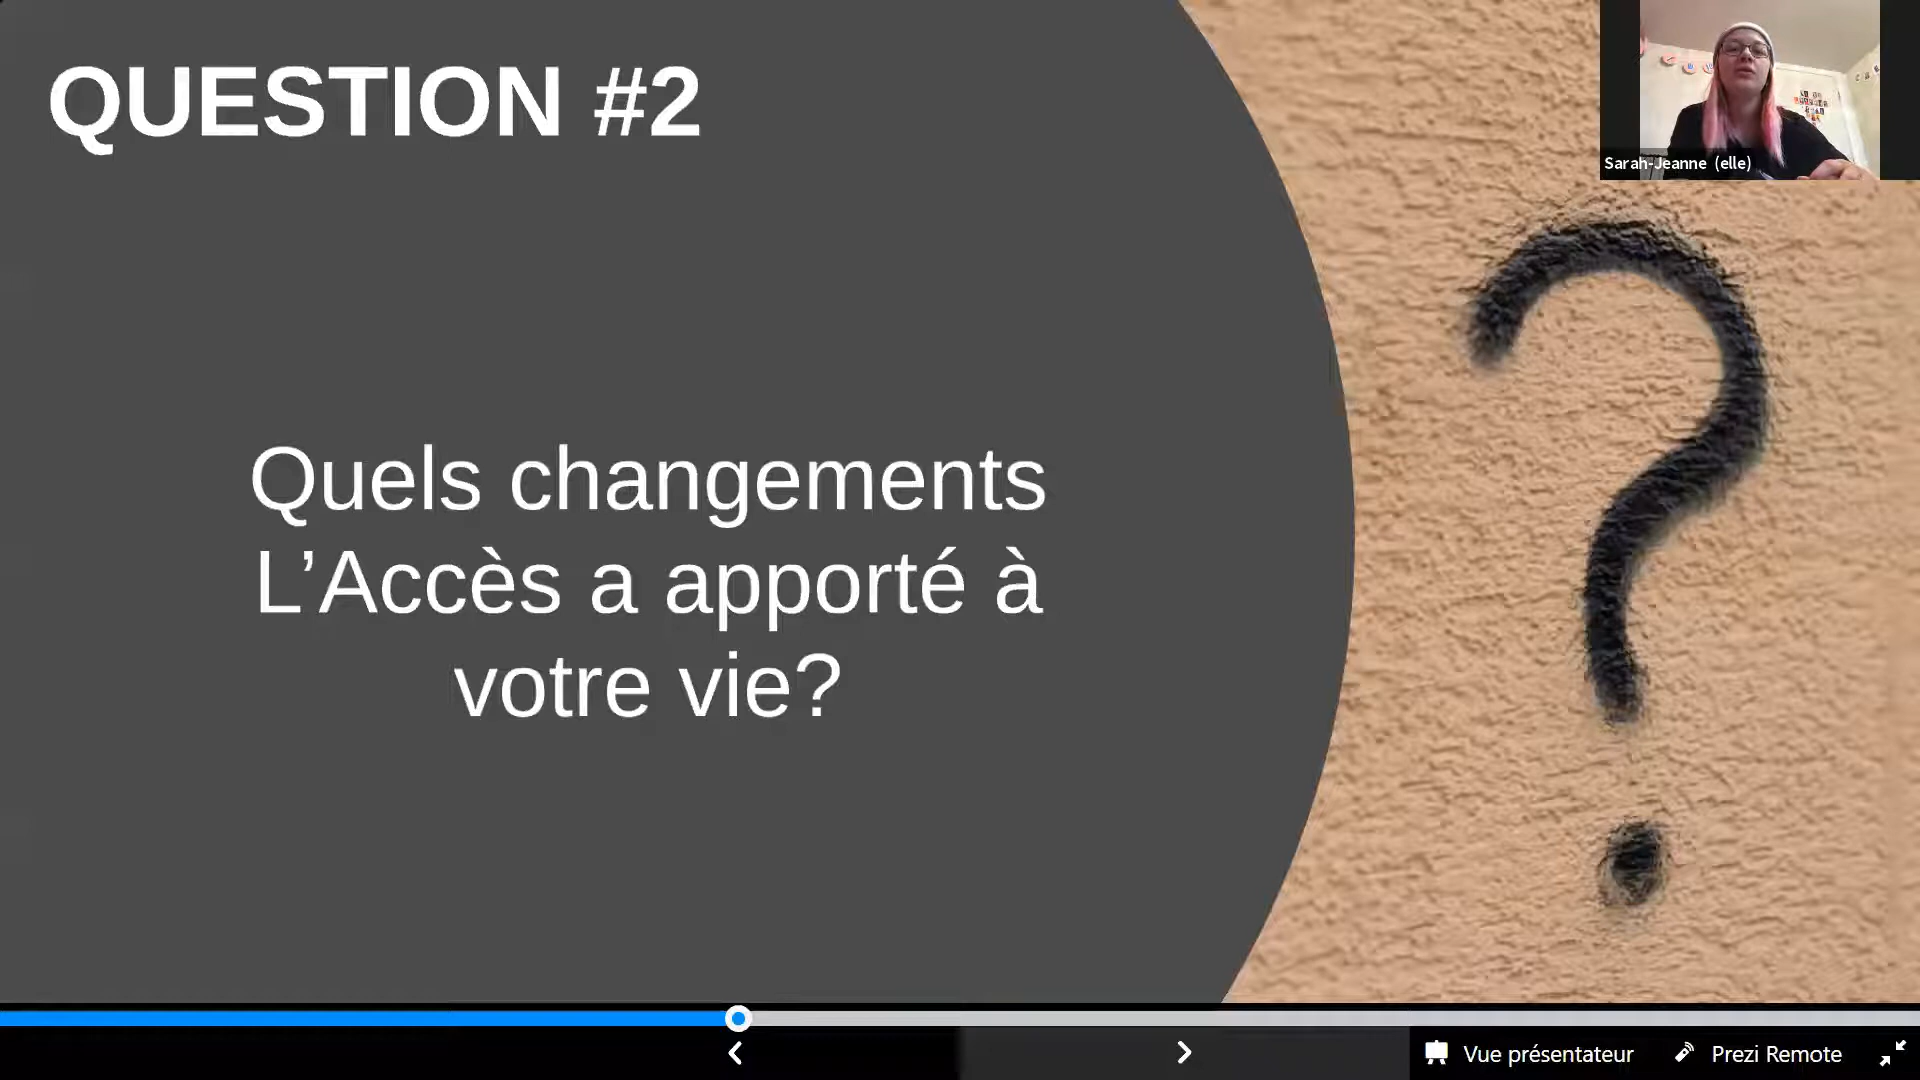 QUESTION #2
Sarah-Jeanne (elle)
Quels changements
L’Accès a apporté à
votre vie?
?
Vue présentateur
Prezi Remote